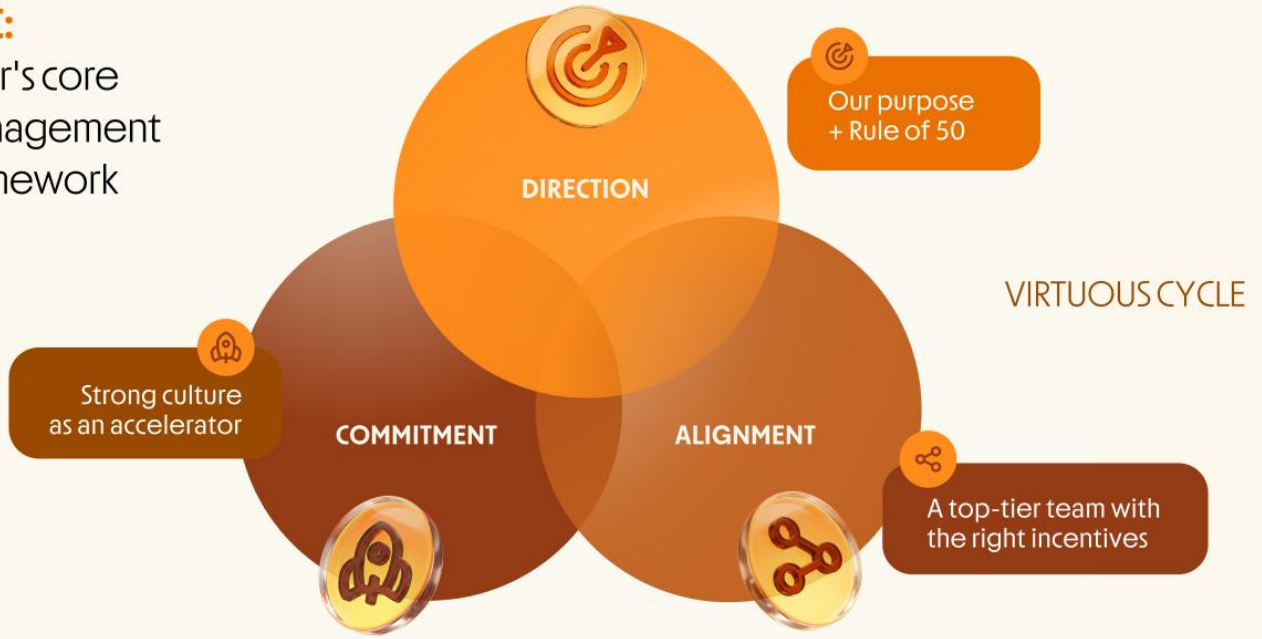 r's core
nagement
nework
Our purpose
+ Rule of 50
DIRECTION
VIRTUOUS CYCLE
Strong culture
as an accelerator
COMMITMENT
ALIGNMENT
A top-tier team with
the right incentives